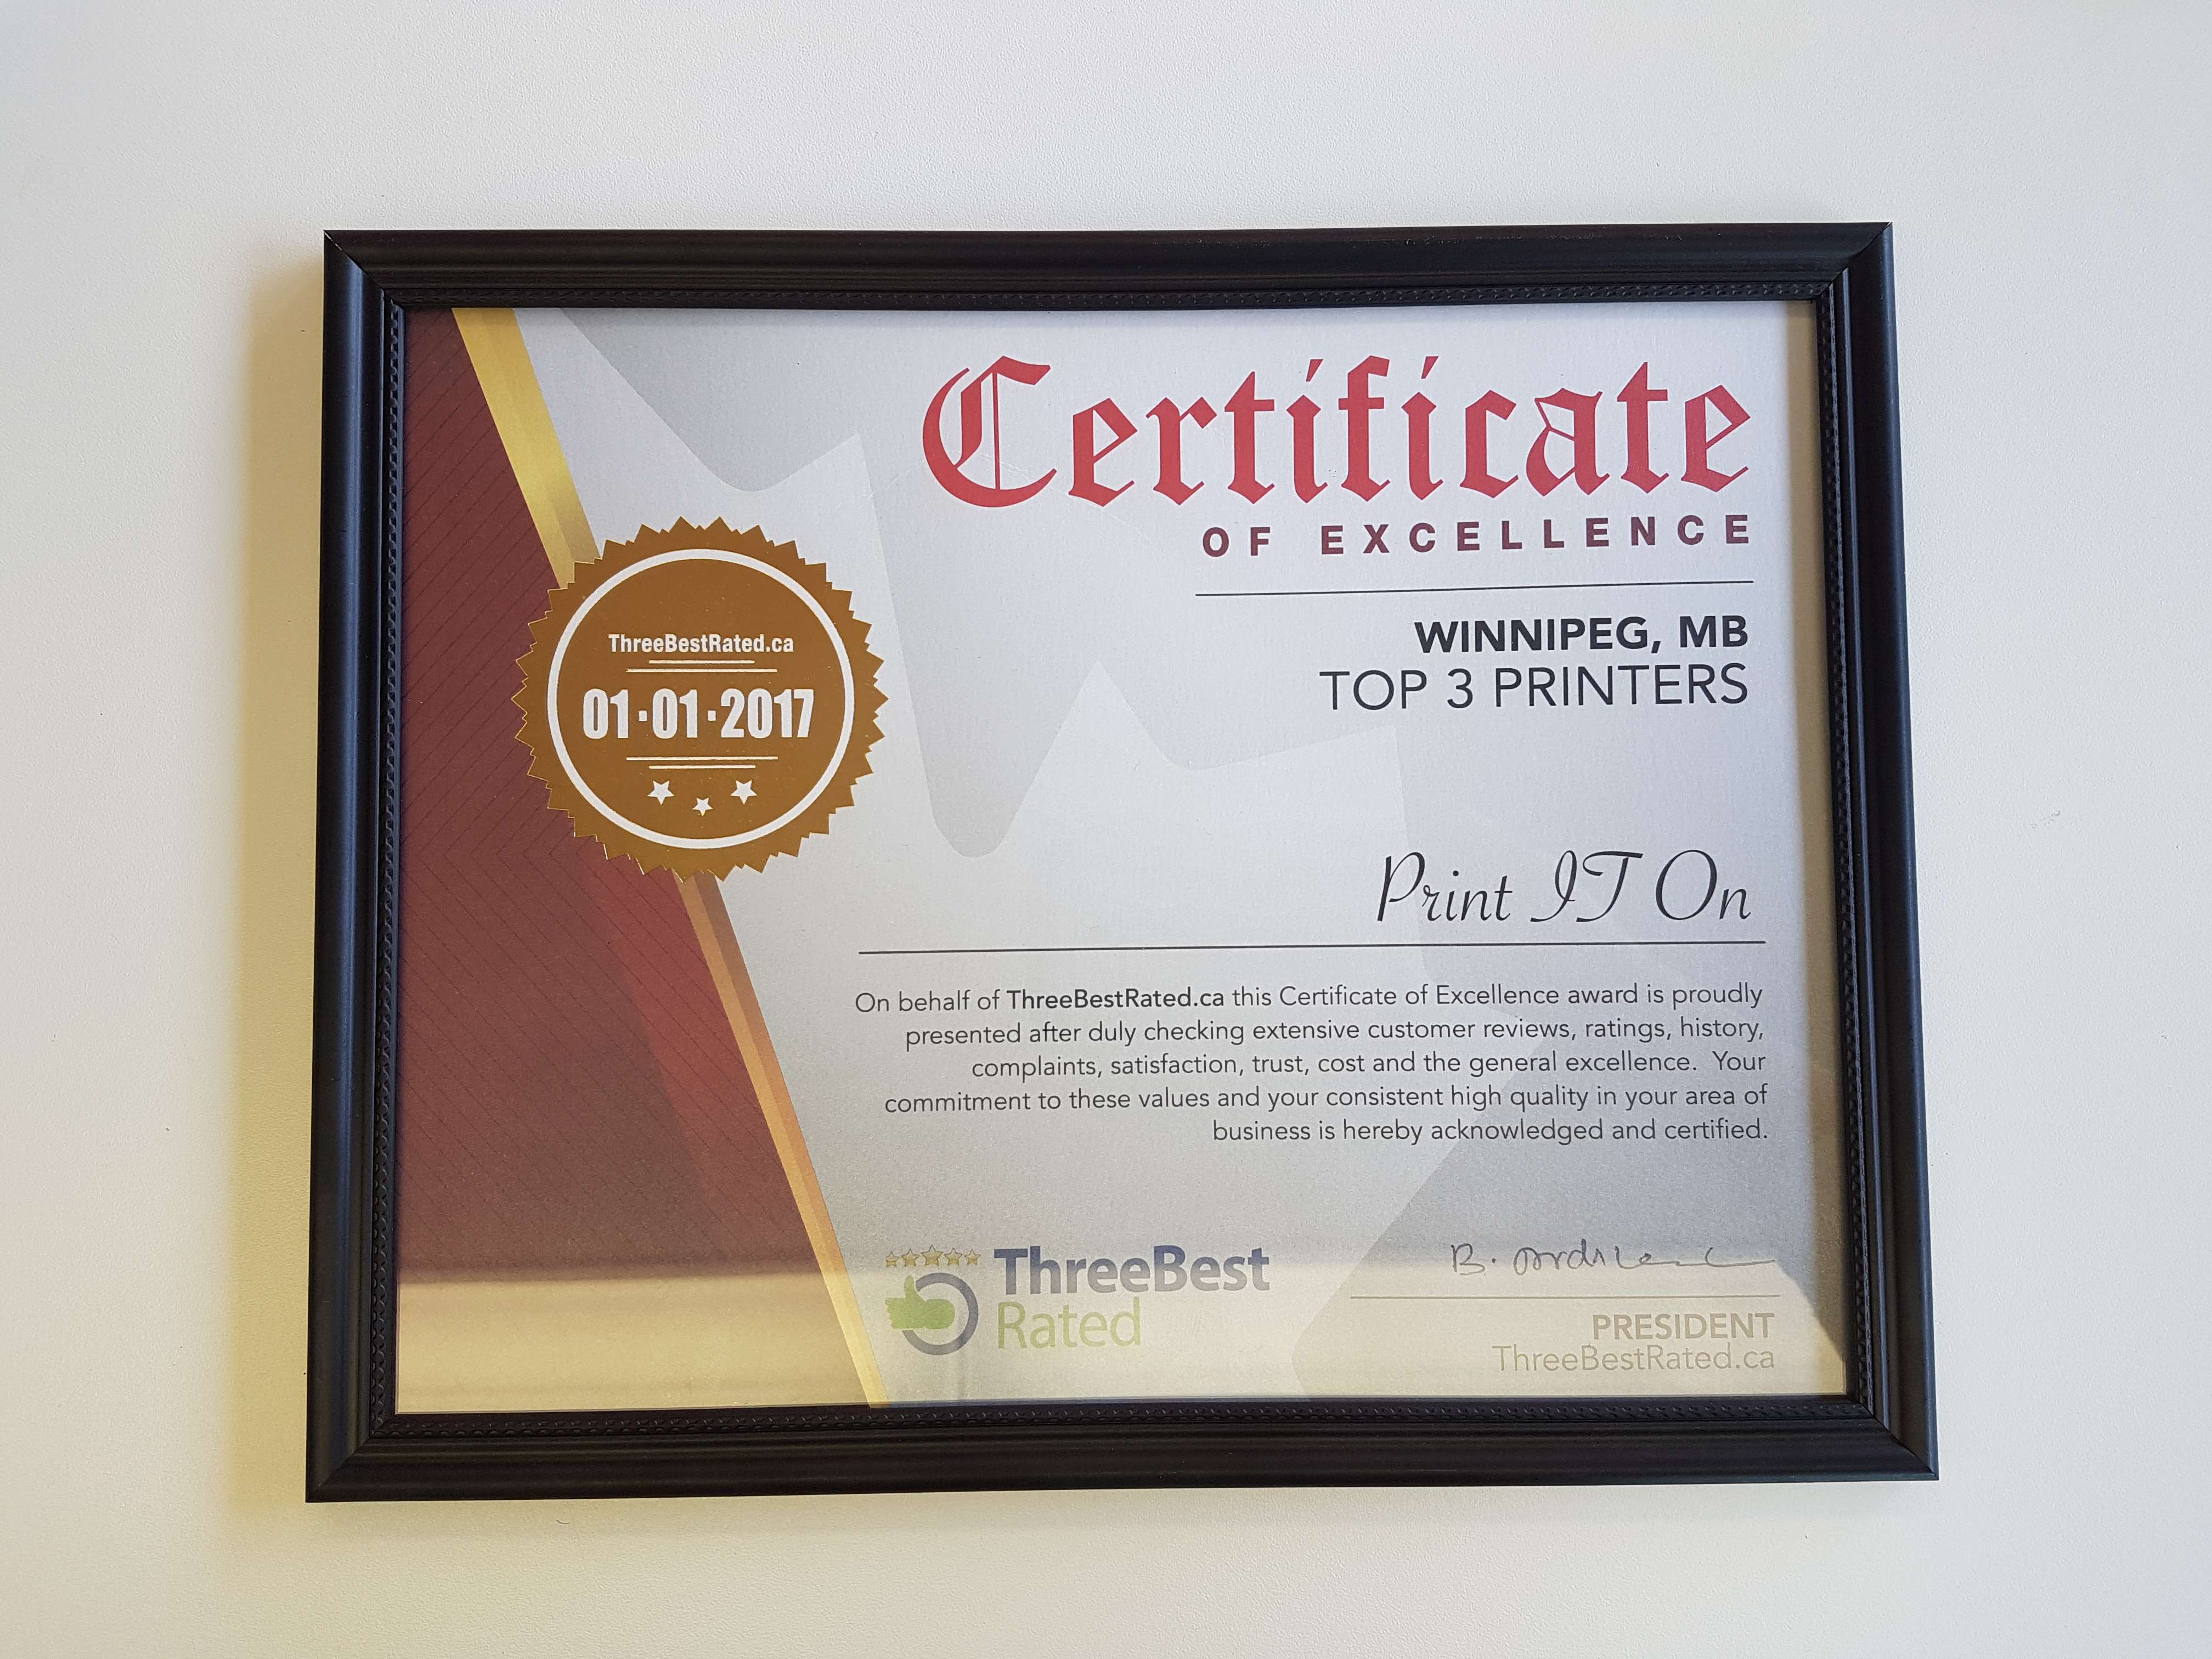 Certificate
OF EXCELLENCE
WINNIPEG, MB
TOP 3 PRINTERS
ThreeBestRated.ca
01·01·2017
Print IT On
On behalf of ThreeBestRated.ca this Certificate of Excellence award is proudly
presented after duly checking extensive customer reviews, ratings, history,
complaints, satisfaction, trust, cost and the general excellence. Your
commitment to these values and your consistent high quality in your area of
business is hereby acknowledged and certified.
ThreeBest
Rated
B.
PRESIDENT
ThreeBestRated.ca